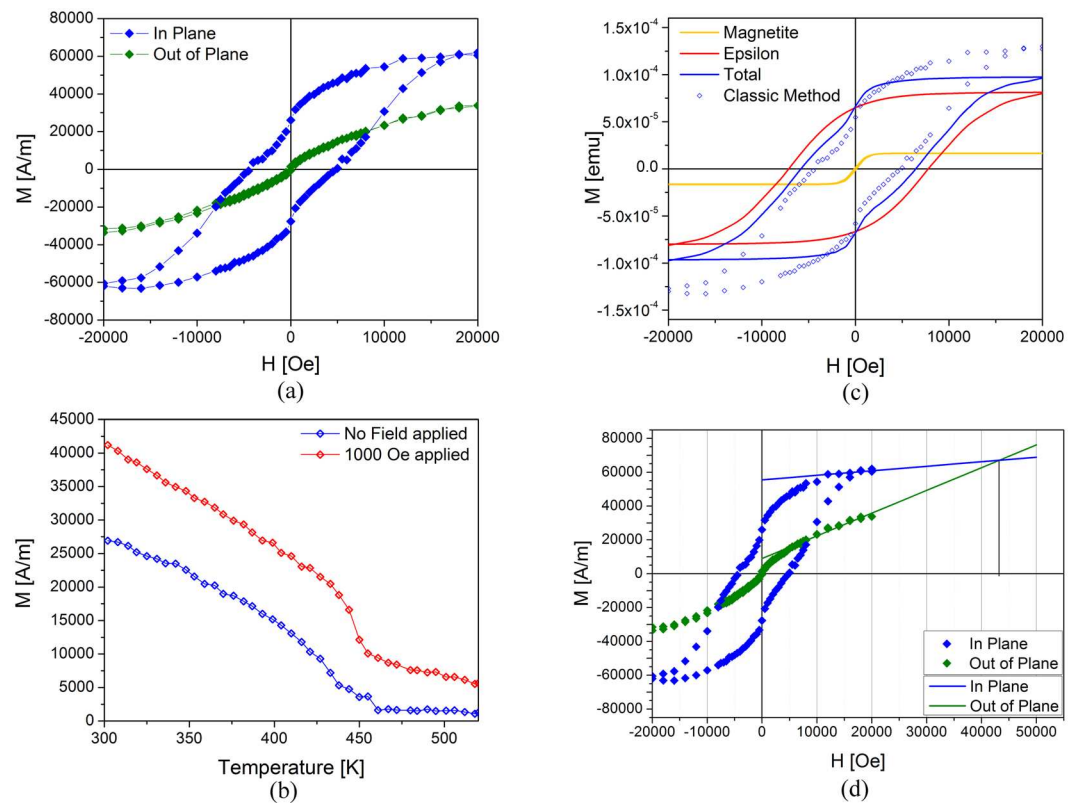 80000
60000
40000
20000
0
-20000
-40000
-60000
-80000
M [A/m]
In Plane
Out of Plane
-20000 -10000 0 10000 20000
H [Oe]
(a)
1.5x10⁻⁴
1.0x10⁻⁴
5.0x10⁻⁵
0.0
-5.0x10⁻⁵
-1.0x10⁻⁴
-1.5x10⁻⁴
M [emu]
Magnetite
Epsilon
Total
Classic Method
-20000 -10000 0 10000 20000
H [Oe]
(c)
45000
40000
35000
30000
25000
20000
15000
10000
5000
0
M [A/m]
No Field applied
1000 Oe applied
300 350 400 450 500
Temperature [K]
(b)
80000
60000
40000
20000
0
-20000
-40000
-60000
M [A/m]
In Plane
Out of Plane
In Plane
Out of Plane
-20000 -10000 0 10000 20000 30000 40000 50000
H [Oe]
(d)